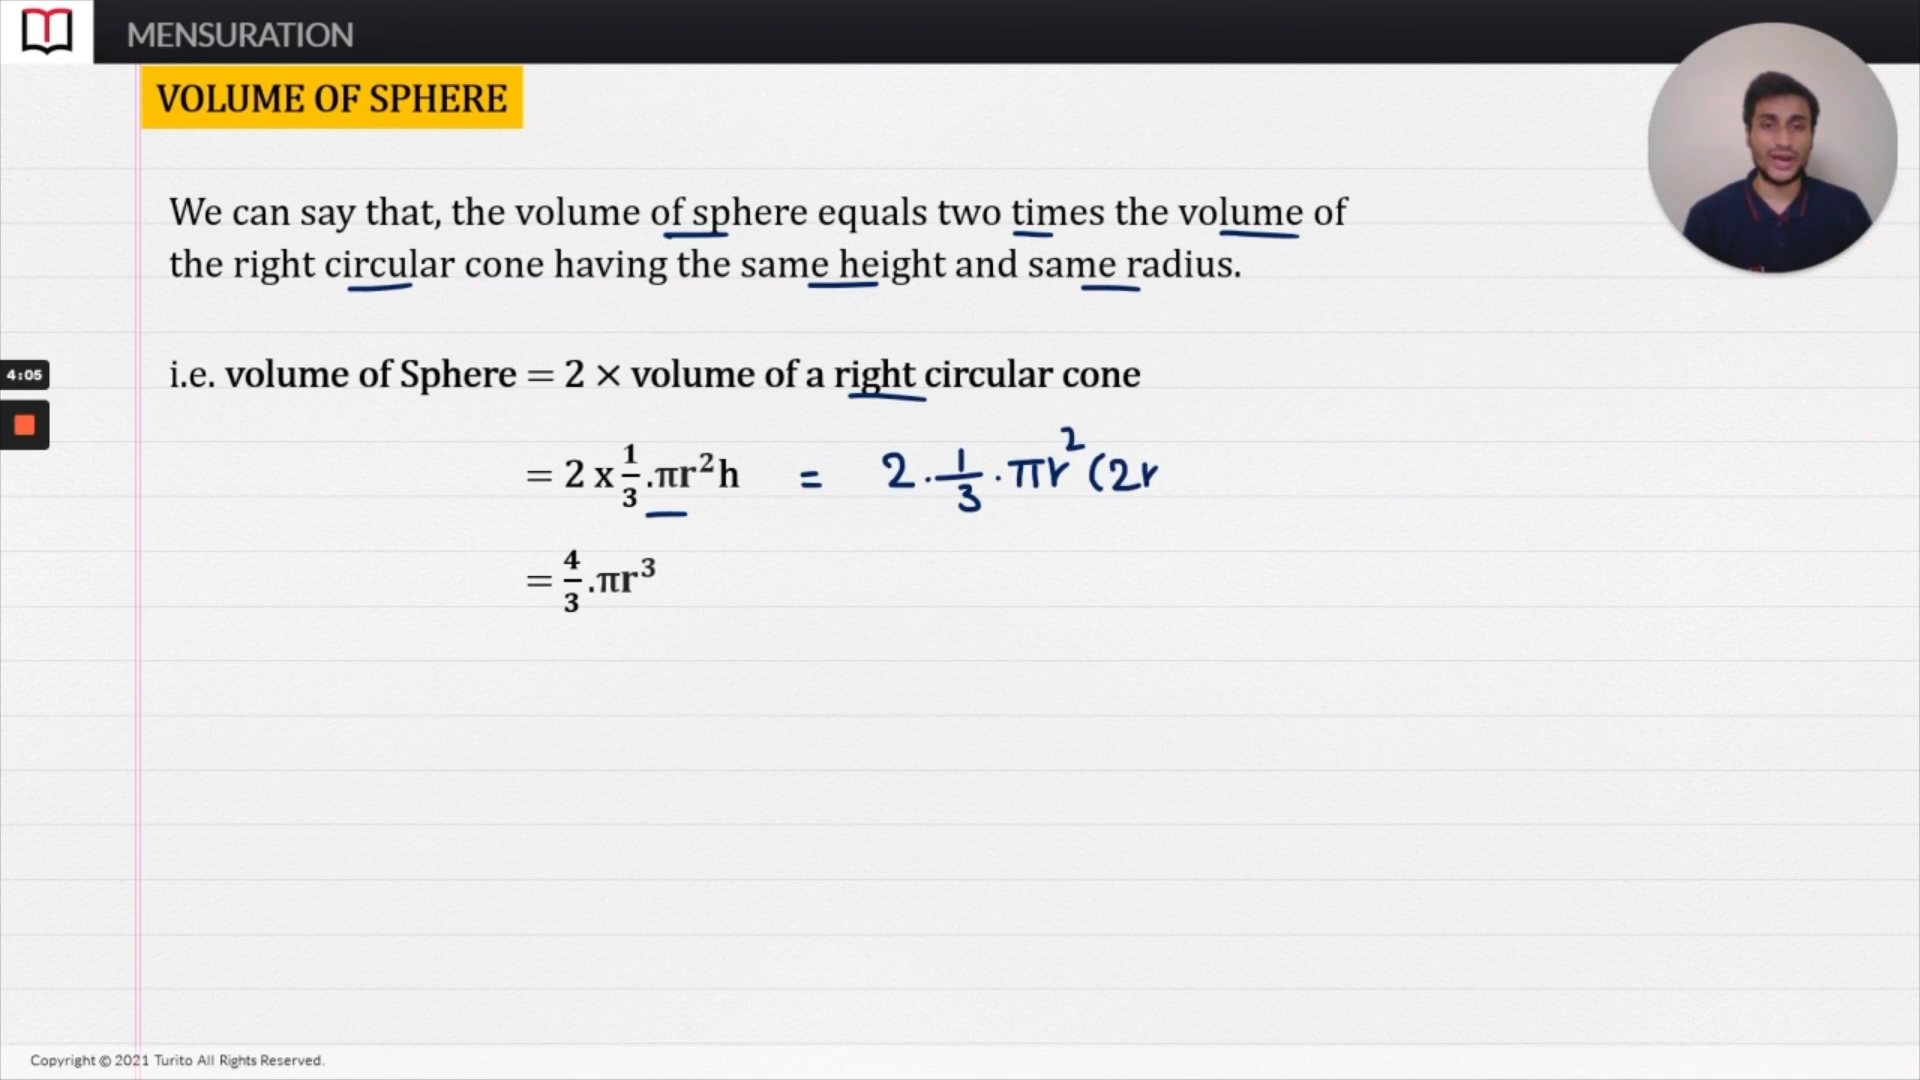 MENSURATION
VOLUME OF SPHERE
We can say that, the volume of sphere equals two times the volume of
the right circular cone having the same height and same radius.
i.e. volume of Sphere = 2 × volume of a right circular cone
4:05
= 2 x 1/3 .πr²h = 2 · 1/3 · πr² (2r
= 4/3 .πr³
Copyright © 2021 Turito All Rights Reserved.